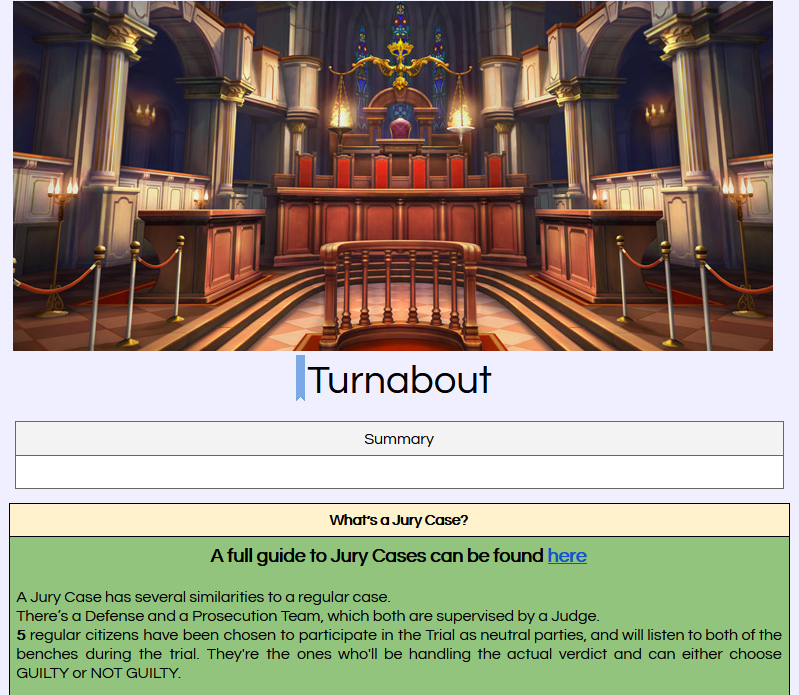 Turnabout
Summary
What's a Jury Case?
A full guide to Jury Cases can be found here
A Jury Case has several similarities to a regular case.
There's a Defense and a Prosecution Team, which both are supervised by a Judge.
5 regular citizens have been chosen to participate in the Trial as neutral parties, and will listen to both of the
benches during the trial. They're the ones who'll be handling the actual verdict and can either choose
GUILTY or NOT GUILTY.